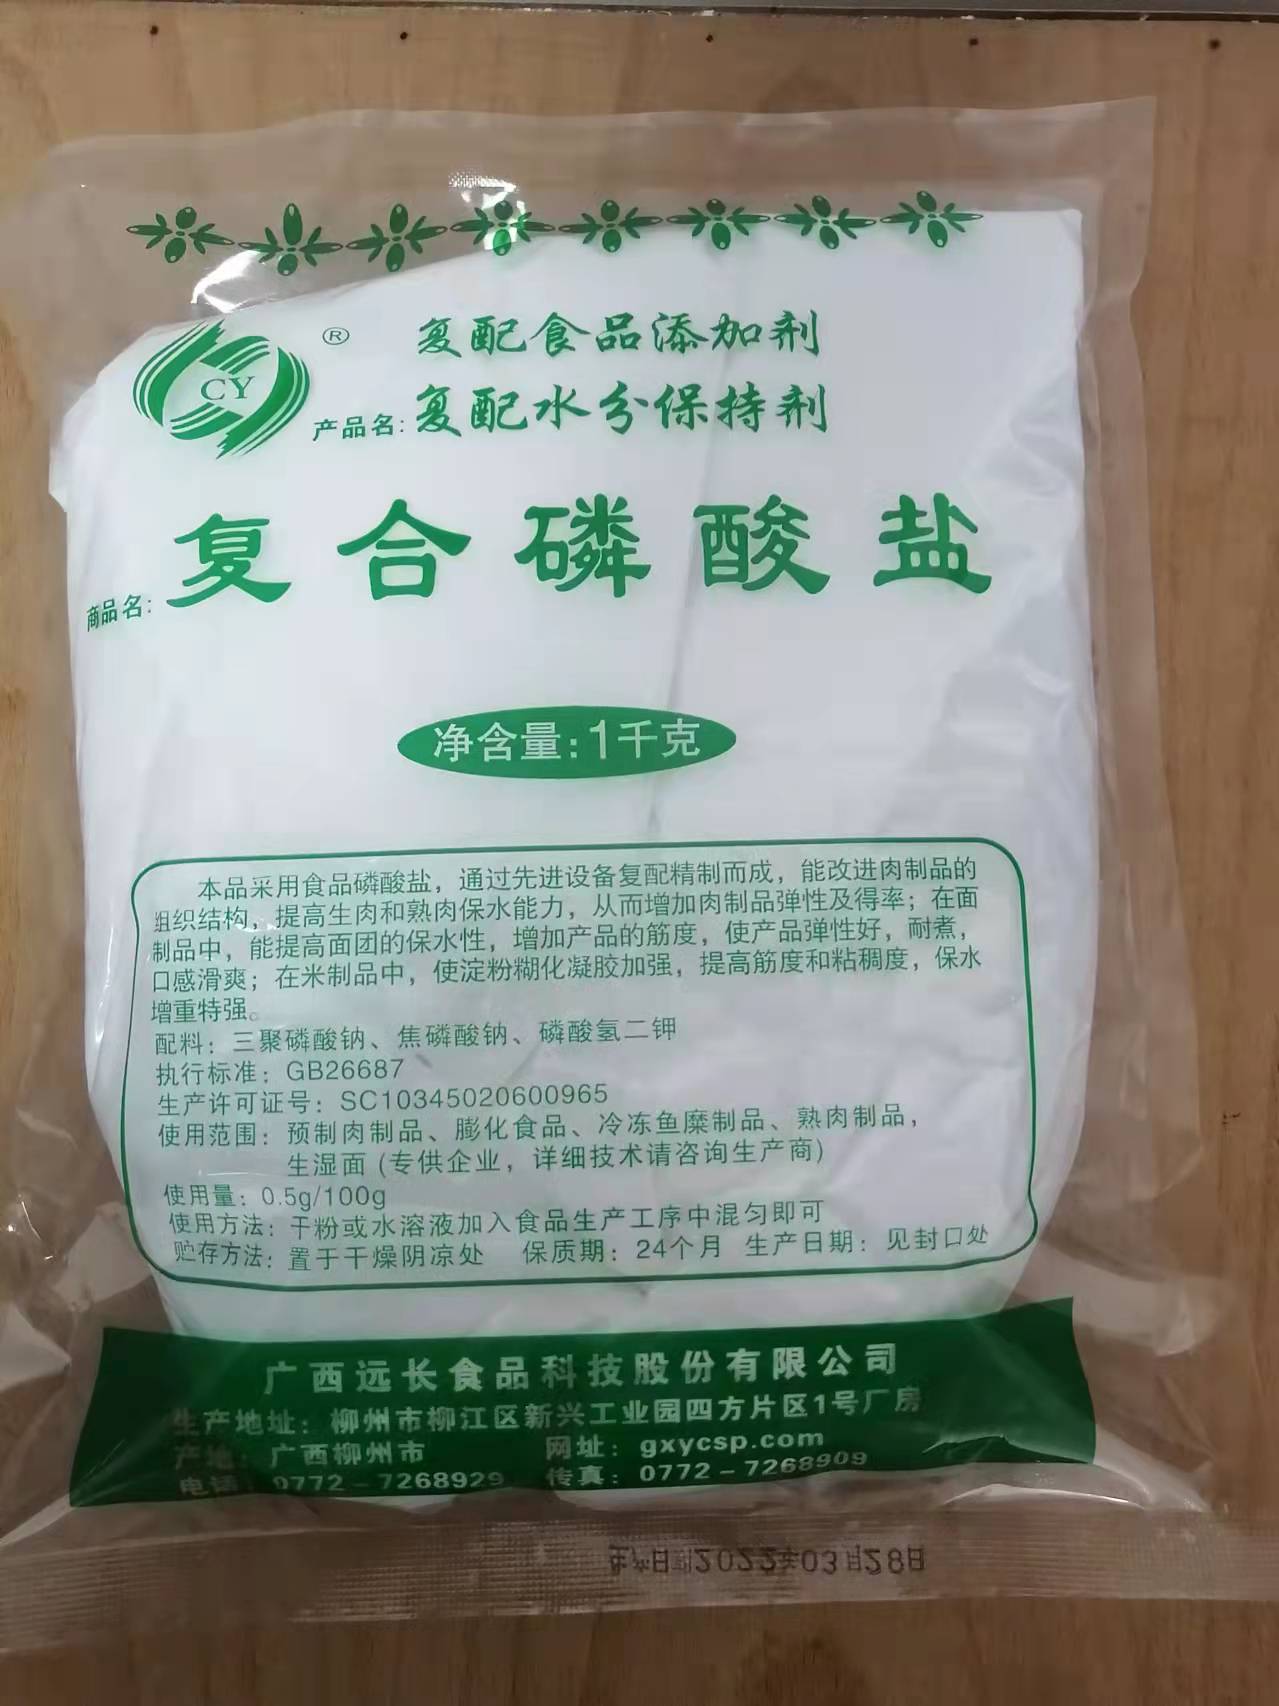 CY ®
复配食品添加剂
产品名: 复配水分保持剂
商品名: 复合磷酸盐
净含量: 1千克
本品采用食品磷酸盐，通过先进设备复配精制而成，能改进肉制品的
组织结构，提高生肉和熟肉保水能力，从而增加肉制品弹性及得率；在面
制品中，能提高面团的保水性，增加产品的筋度，使产品弹性好，耐煮，
口感滑爽；在米制品中，使淀粉糊化凝胶加强，提高筋度和粘稠度，保水
增重特强。
配料：三聚磷酸钠、焦磷酸钠、磷酸氢二钾
执行标准：GB26687
生产许可证号：SC10345020600965
使用范围：预制肉制品、膨化食品、冷冻鱼糜制品、熟肉制品，
生湿面 (专供企业，详细技术请咨询生产商)
使用量：0.5g/100g
使用方法：干粉或水溶液加入食品生产工序中混匀即可
贮存方法：置于干燥阴凉处 保质期：24个月 生产日期：见封口处
广西远长食品科技股份有限公司
生产地址：柳州市柳江区新兴工业园四方片区1号厂房
产地：广西柳州市 网址：gxycsp.com
电话：0772－7268929 传真：0772－7268909
生产日期2022年03月28日